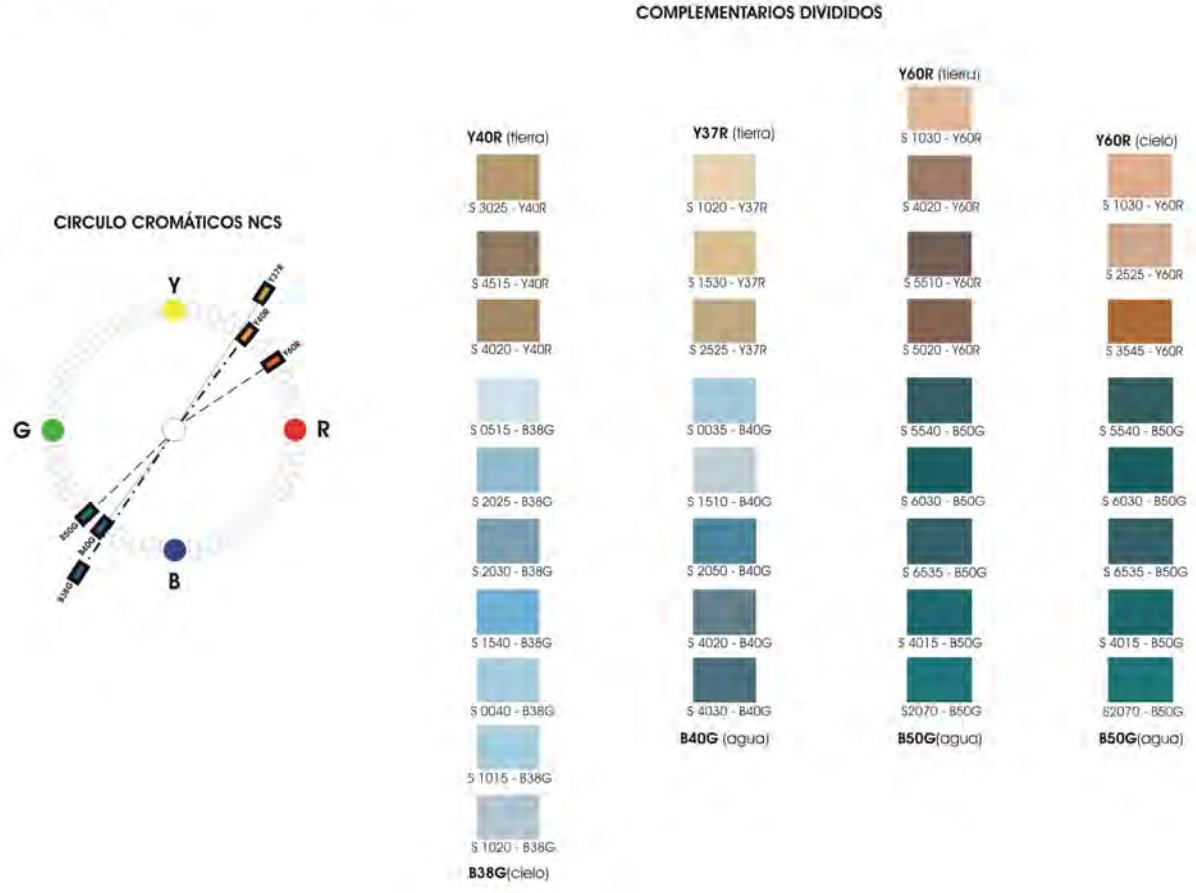 COMPLEMENTARIOS DIVIDIDOS
CIRCULO CROMÁTICOS NCS
Y
Y37R
Y40R
Y60R
G
R
B50G
B40G
B38G
B
Y40R (tierra)
S 3025 - Y40R
S 4515 - Y40R
S 4020 - Y40R
S 0515 - B38G
S 2025 - B38G
S 2030 - B38G
S 1540 - B38G
S 0040 - B38G
S 1015 - B38G
S 1020 - B38G
B38G(cielo)
Y37R (tierra)
S 1020 - Y37R
S 1530 - Y37R
S 2525 - Y37R
S 0035 - B40G
S 1510 - B40G
S 2050 - B40G
S 4020 - B40G
S 4030 - B40G
B40G (agua)
Y60R (tierra)
S 1030 - Y60R
S 4020 - Y60R
S 5510 - Y60R
S 5020 - Y60R
S 5540 - B50G
S 6030 - B50G
S 6535 - B50G
S 4015 - B50G
S2070 - B50G
B50G(agua)
Y60R (cielo)
S 1030 - Y60R
S 2525 - Y60R
S 3545 - Y60R
S 5540 - B50G
S 6030 - B50G
S 6535 - B50G
S 4015 - B50G
S2070 - B50G
B50G(agua)